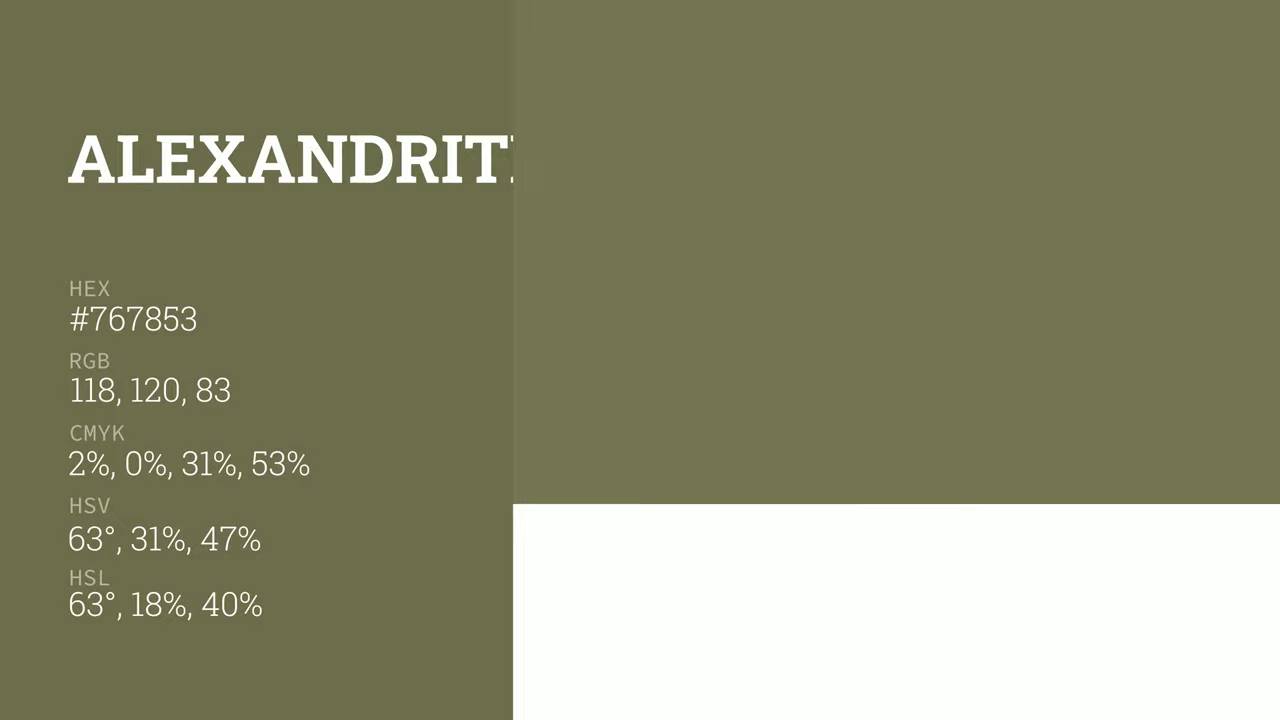 ALEXANDRIT
HEX
#767853
RGB
118, 120, 83
CMYK
2%, 0%, 31%, 53%
HSV
63°, 31%, 47%
HSL
63°, 18%, 40%